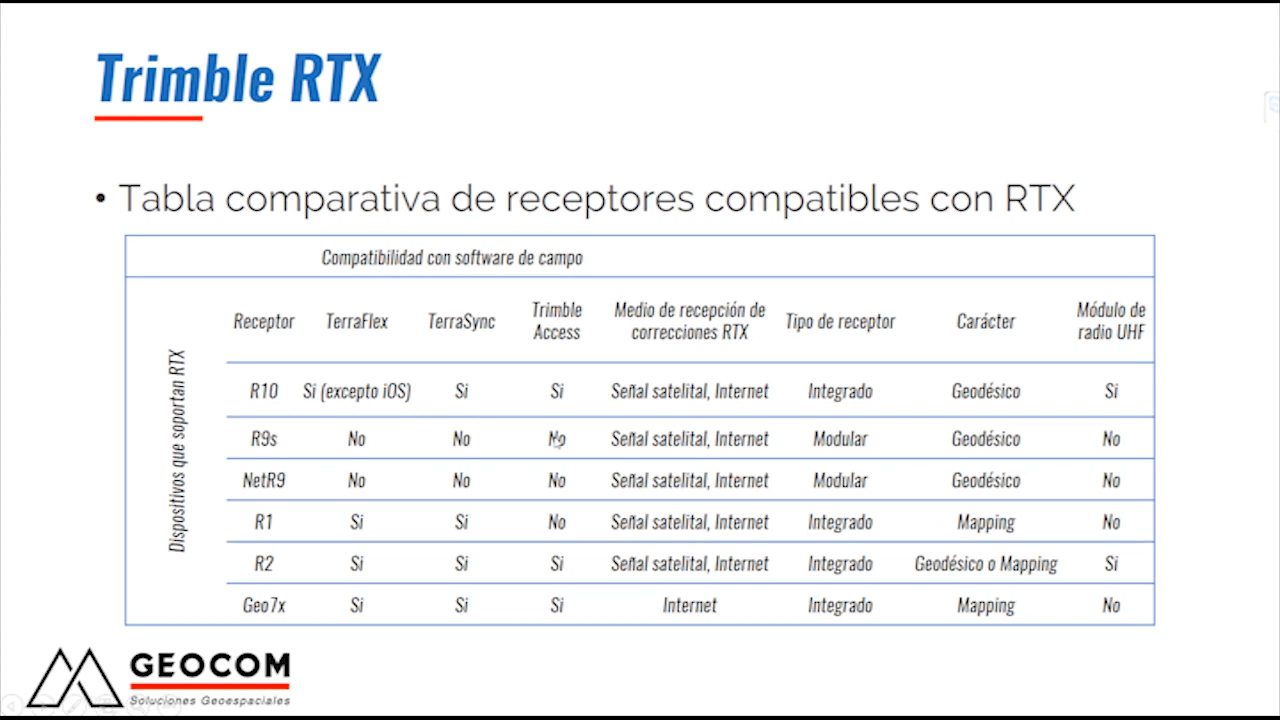 Trimble RTX
• Tabla comparativa de receptores compatibles con RTX
Compatibilidad con software de campo
Dispositivos que soportan RTX
Receptor TerraFlex TerraSync Trimble Access Medio de recepción de correcciones RTX Tipo de receptor Carácter Módulo de radio UHF
R10 Si (excepto iOS) Si Si Señal satelital, Internet Integrado Geodésico Si
R9s No No No Señal satelital, Internet Modular Geodésico No
NetR9 No No No Señal satelital, Internet Modular Geodésico No
R1 Si Si No Señal satelital, Internet Integrado Mapping No
R2 Si Si Si Señal satelital, Internet Integrado Geodésico o Mapping Si
Geo7x Si Si Si Internet Integrado Mapping No
GEOCOM
Soluciones Geoespaciales